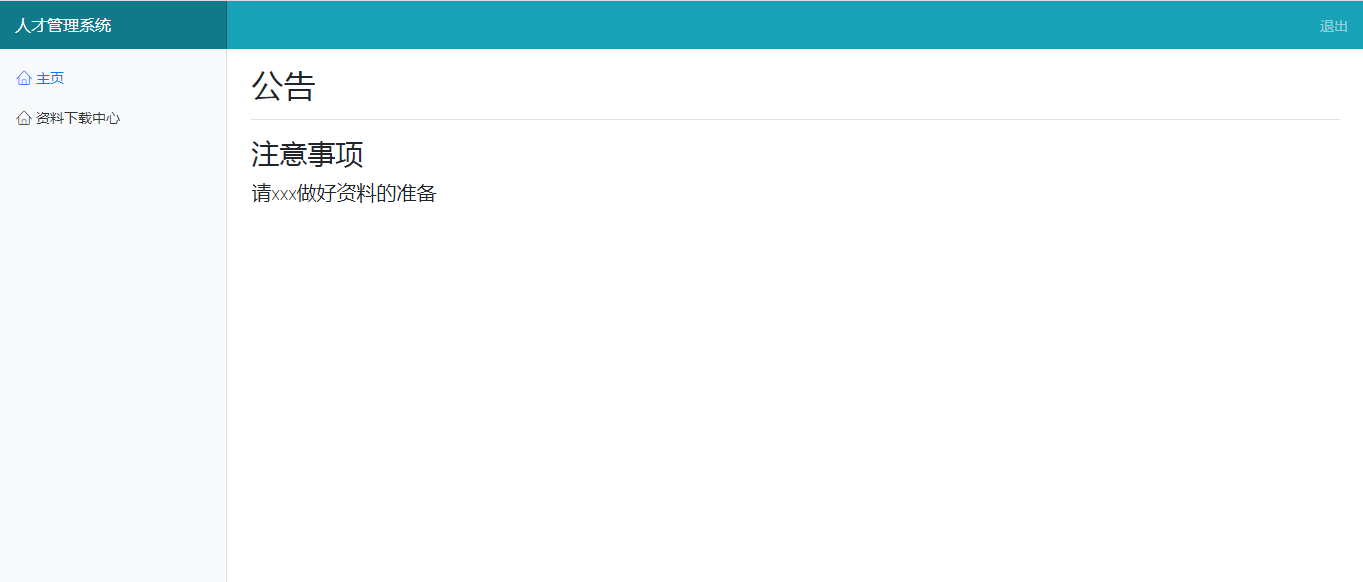 人才管理系统
退出
主页
资料下载中心
公告
注意事项
请xxx做好资料的准备